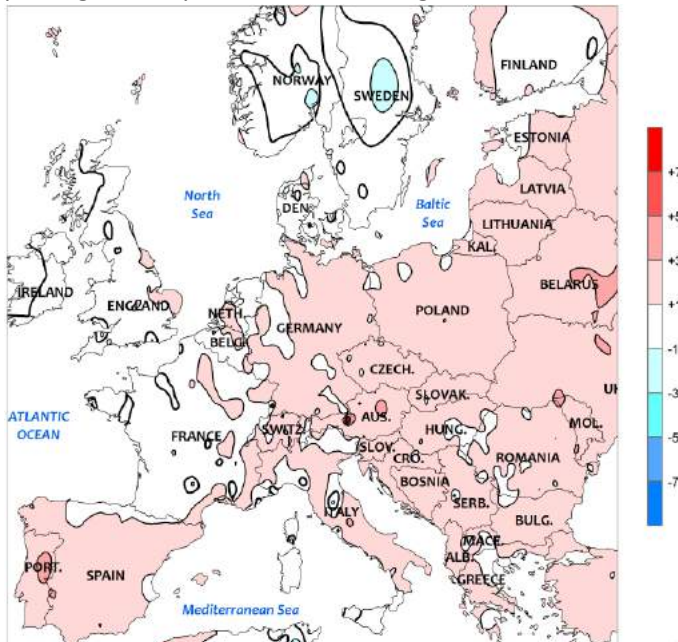 NORWAY
SWEDEN
FINLAND
ESTONIA
North
Sea
DEN.
Baltic
Sea
LATVIA
LITHUANIA
KAL.
IRELAND
ENGLAND
NETH.
BELG.
GERMANY
POLAND
BELARUS
CZECH.
SLOVAK.
ATLANTIC
OCEAN
FRANCE
SWITZ.
AUS.
HUNG.
MOL.
SLOV.
CRO.
ROMANIA
BOSNIA
SERB.
ITALY
BULG.
MACE.
ALB.
GREECE
PORT.
SPAIN
Mediterranean Sea
+3
+1
-1
-3
-5
-7